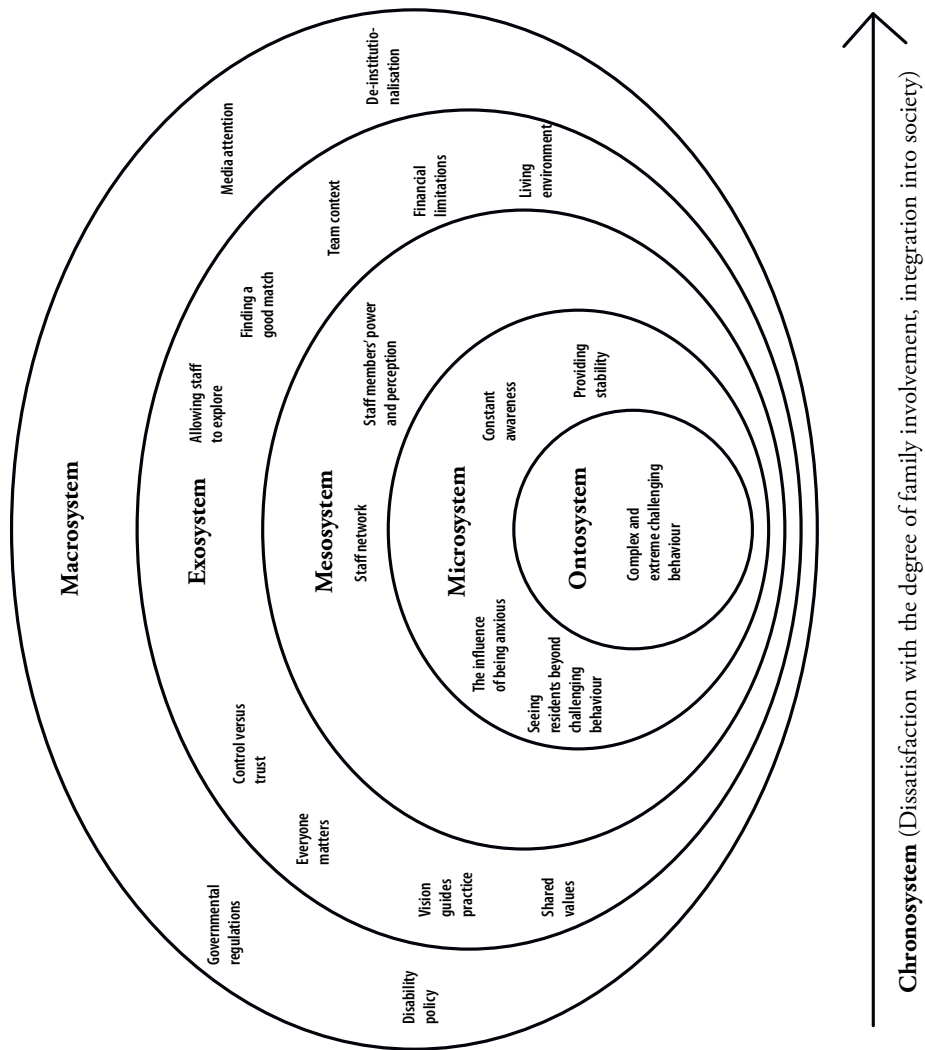 Macrosystem
Governmental
regulations
Disability
policy
Media attention
De-institutio-
nalisation
Exosystem
Allowing staff
to explore
Finding a
good match
Team context
Financial
limitations
Living
environment
Control versus
trust
Everyone
matters
Vision
guides
practice
Shared
values
Mesosystem
Staff network
Staff members' power
and perception
Microsystem
The influence
of being anxious
Seeing
residents beyond
challenging
behaviour
Constant
awareness
Providing
stability
Ontosystem
Complex and
extreme challenging
behaviour
Chronosystem (Dissatisfaction with the degree of family involvement, integration into society)